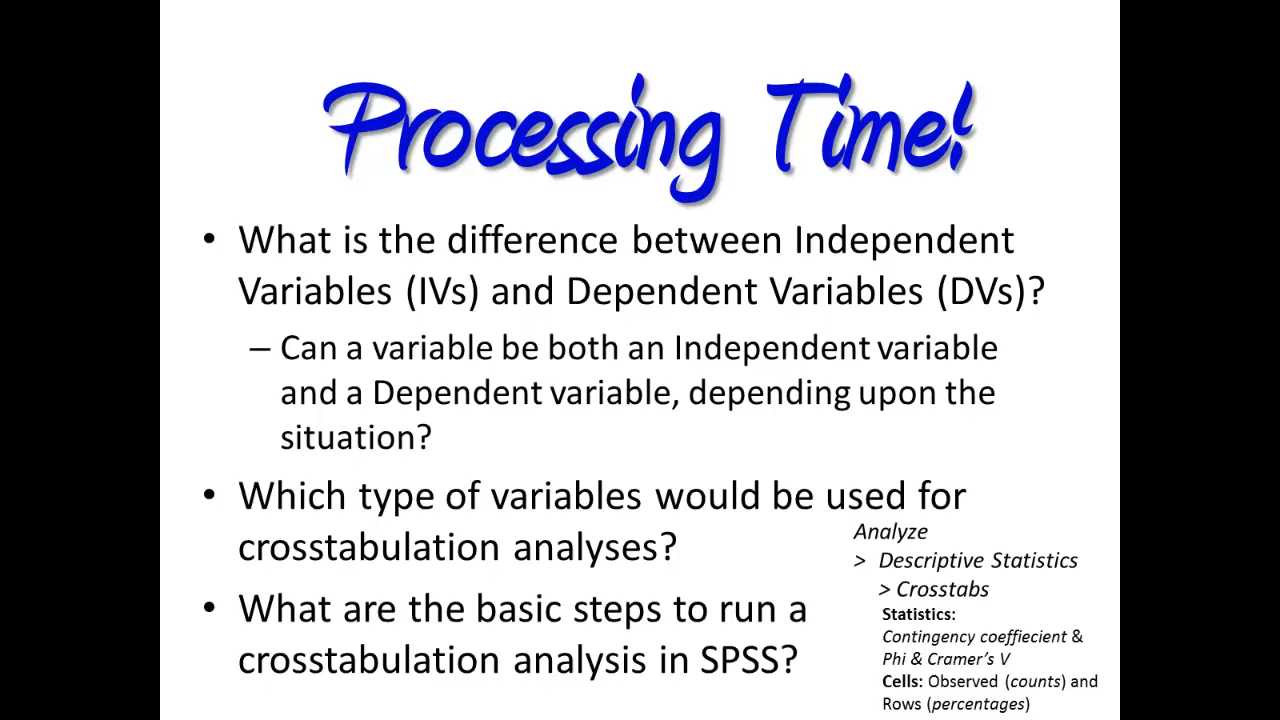 Processing Time!
• What is the difference between Independent
Variables (IVs) and Dependent Variables (DVs)?
– Can a variable be both an Independent variable
and a Dependent variable, depending upon the
situation?
• Which type of variables would be used for
crosstabulation analyses?
• What are the basic steps to run a
crosstabulation analysis in SPSS?
Analyze
> Descriptive Statistics
> Crosstabs
Statistics:
Contingency coeffiecient &
Phi & Cramer's V
Cells: Observed (counts) and
Rows (percentages)